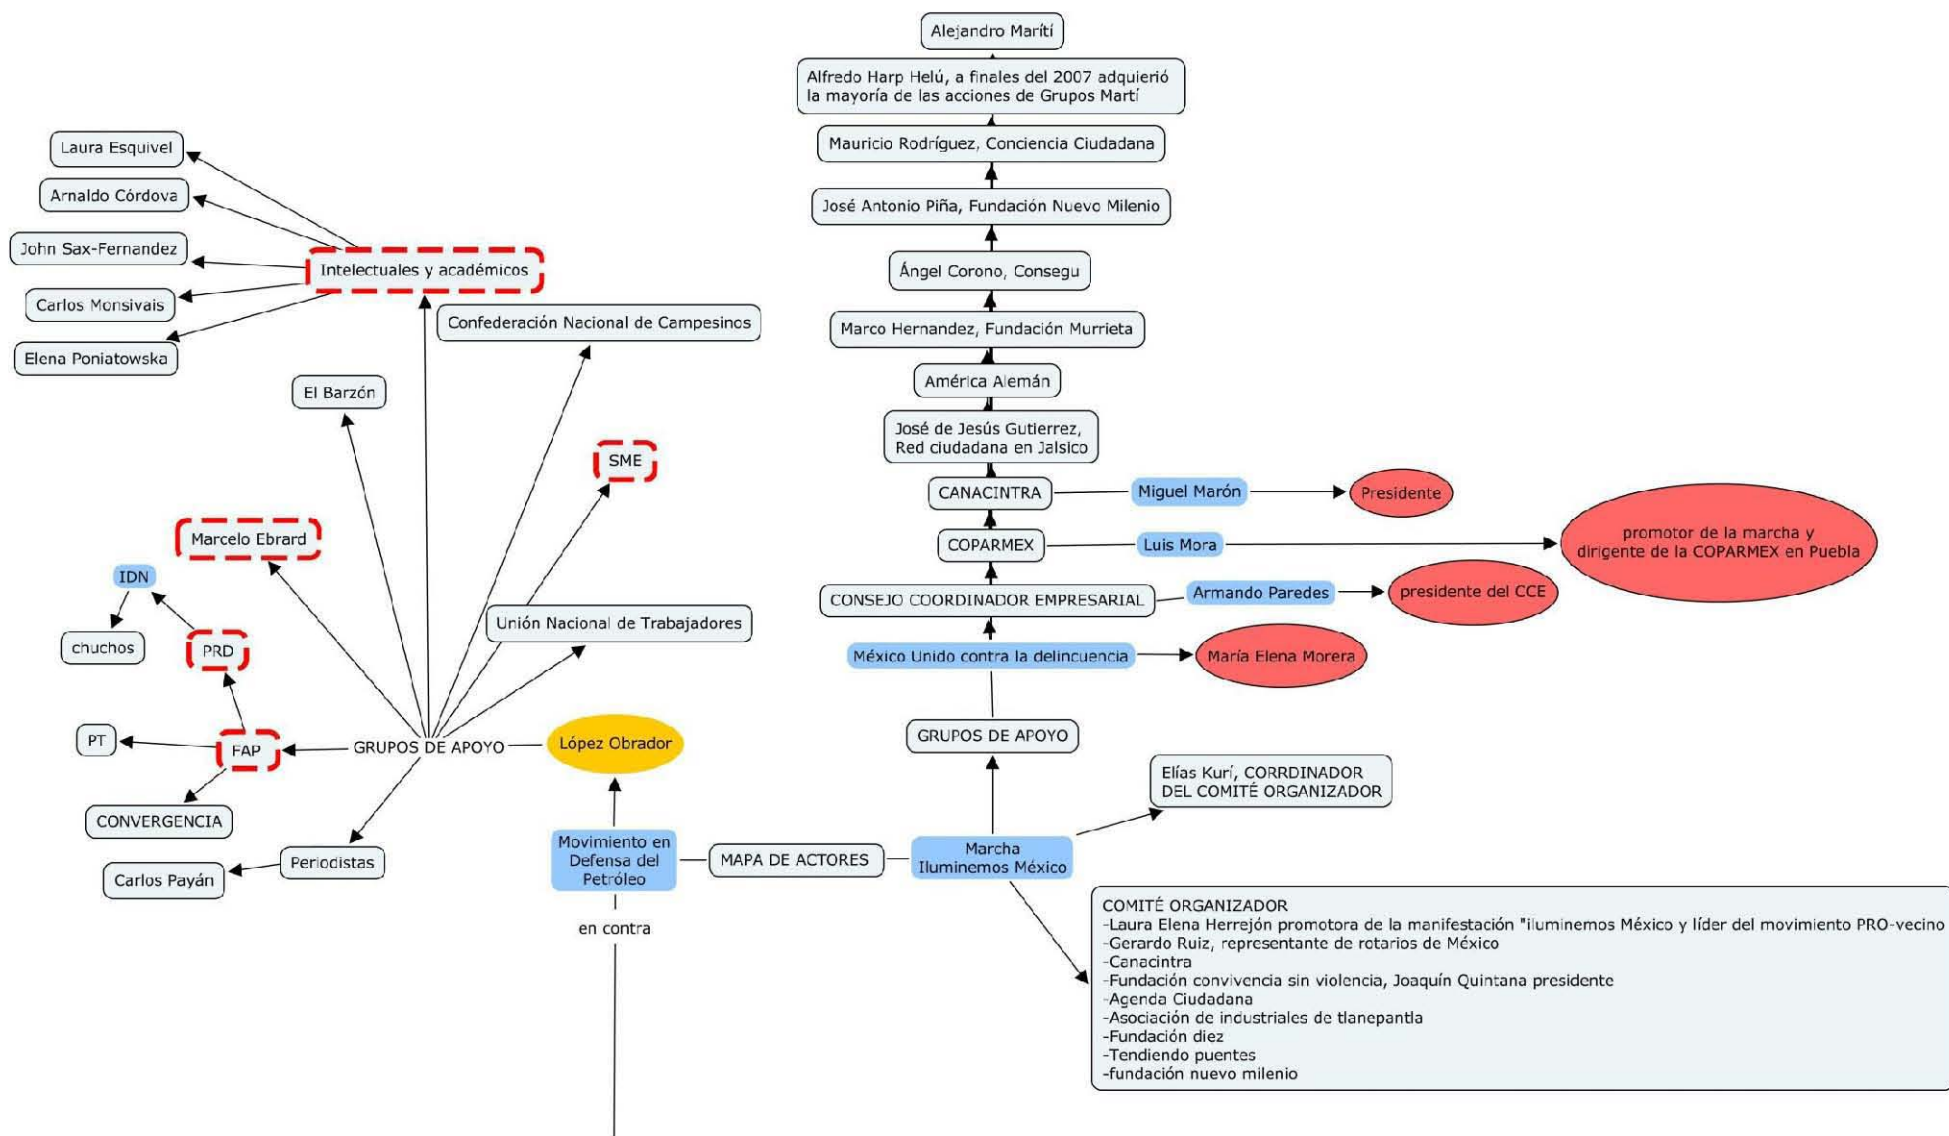 Alejandro Marítí
Alfredo Harp Helú, a finales del 2007 adquierió
la mayoría de las acciones de Grupos Martí
Mauricio Rodríguez, Conciencia Ciudadana
José Antonio Piña, Fundación Nuevo Milenio
Ángel Corono, Consegu
Marco Hernandez, Fundación Murrieta
América Alemán
José de Jesús Gutierrez,
Red ciudadana en Jalsico
CANACINTRA
Miguel Marón
Presidente
COPARMEX
Luis Mora
promotor de la marcha y
dirigente de la COPARMEX en Puebla
CONSEJO COORDINADOR EMPRESARIAL
Armando Paredes
presidente del CCE
México Unido contra la delincuencia
María Elena Morera
GRUPOS DE APOYO
Elías Kurí, CORRDINADOR
DEL COMITÉ ORGANIZADOR
Marcha
Iluminemos México
MAPA DE ACTORES
COMITÉ ORGANIZADOR
-Laura Elena Herrejón promotora de la manifestación "iluminemos México y líder del movimiento PRO-vecino
-Gerardo Ruiz, representante de rotarios de México
-Canacintra
-Fundación convivencia sin violencia, Joaquín Quintana presidente
-Agenda Ciudadana
-Asociación de industriales de tlanepantla
-Fundación diez
-Tendiendo puentes
-fundación nuevo milenio
Laura Esquivel
Arnaldo Córdova
John Sax-Fernandez
Carlos Monsivais
Elena Poniatowska
Intelectuales y académicos
Confederación Nacional de Campesinos
El Barzón
SME
Marcelo Ebrard
IDN
chuchos
PRD
Unión Nacional de Trabajadores
PT
FAP
GRUPOS DE APOYO
López Obrador
CONVERGENCIA
Periodistas
Carlos Payán
Movimiento en
Defensa del
Petróleo
en contra